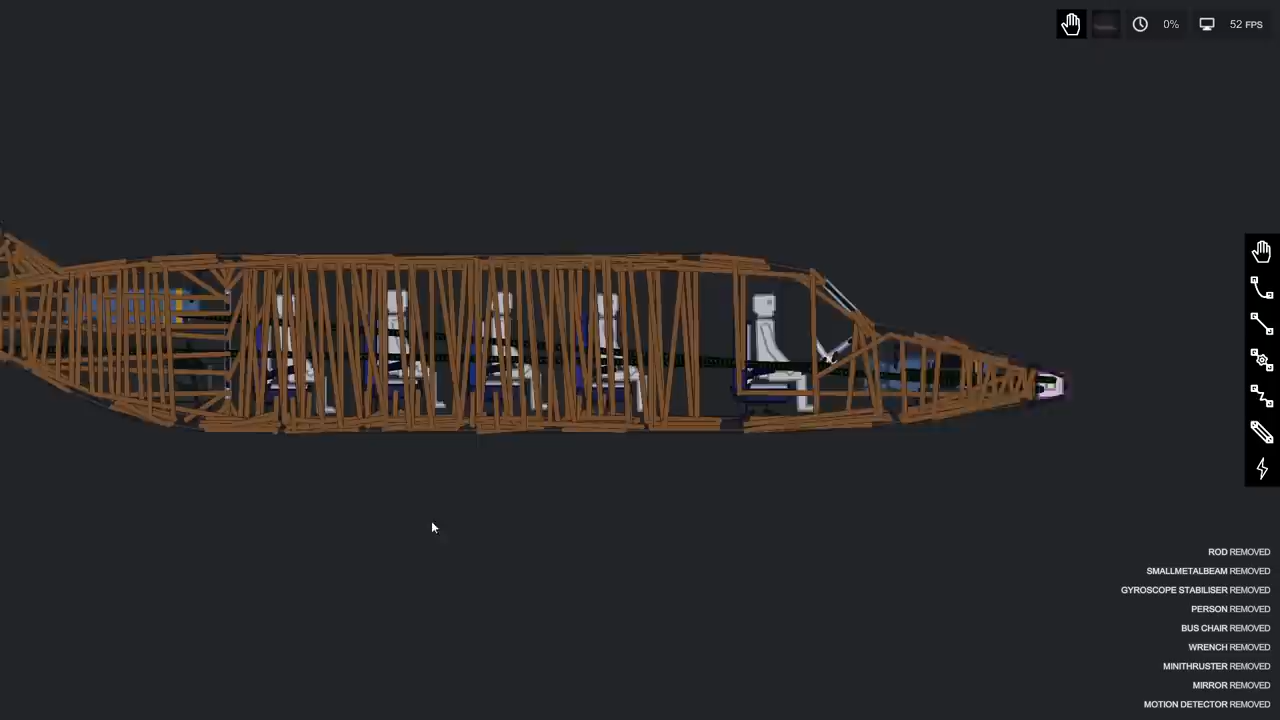 0%
52 FPS
ROD REMOVED
SMALLMETALBEAM REMOVED
GYROSCOPE STABILISER REMOVED
PERSON REMOVED
BUS CHAIR REMOVED
WRENCH REMOVED
MINITHRUSTER REMOVED
MIRROR REMOVED
MOTION DETECTOR REMOVED